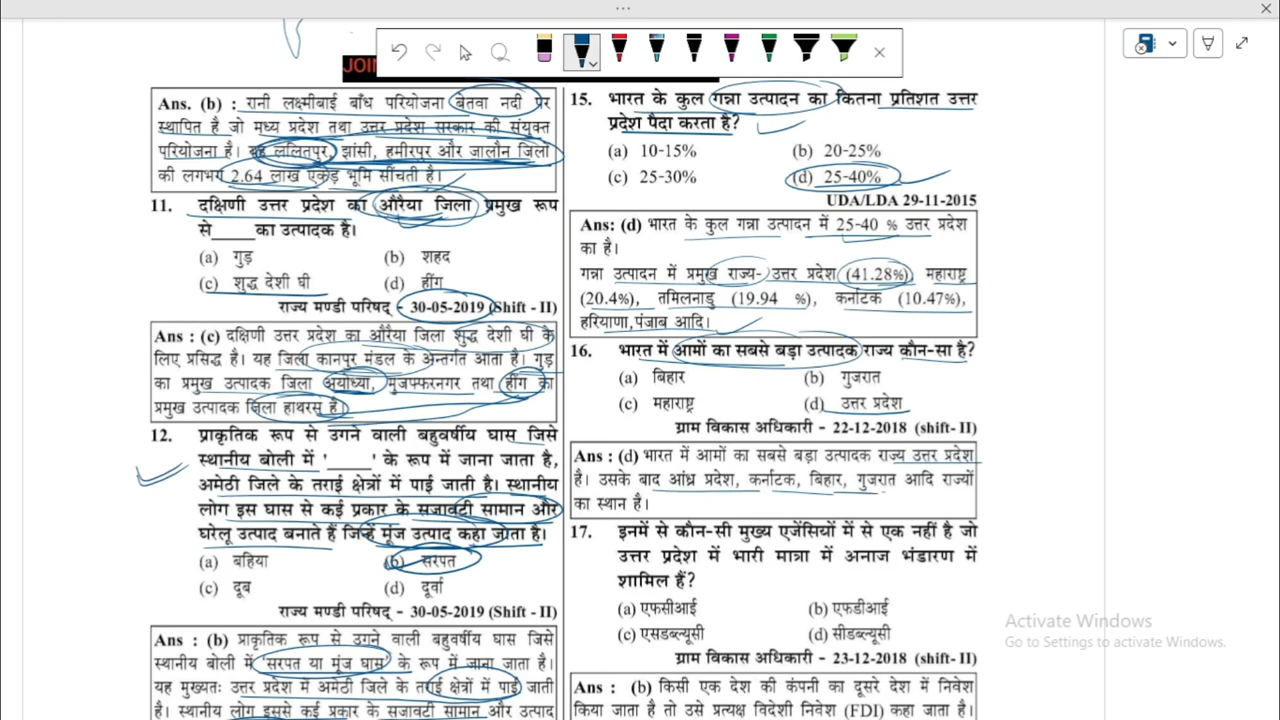 JOIN
Ans. (b) : रानी लक्ष्मीबाई बाँध परियोजना बेतवा नदी पर
स्थापित है जो मध्य प्रदेश तथा उत्तर प्रदेश सरकार की संयुक्त
परियोजना है। यह ललितपुर, झांसी, हमीरपुर और जालौन जिलों
की लगभग 2.64 लाख एकेड़ भूमि सींचती है।
11. दक्षिणी उत्तर प्रदेश का औरैया जिला प्रमुख रूप
से_____ का उत्पादक है।
(a) गुड़ (b) शहद
(c) शुद्ध देशी घी (d) हींग
राज्य मण्डी परिषद् - 30-05-2019 (Shift - II)
Ans : (c) दक्षिणी उत्तर प्रदेश का औरैया जिला शुद्ध देशी घी के
लिए प्रसिद्ध है। यह जिला कानपुर मंडल के अन्तर्गत आता है। गुड़
का प्रमुख उत्पादक जिला अयोध्या, मुजफ्फरनगर तथा हींग का
प्रमुख उत्पादक जिला हाथरस है।
12. प्राकृतिक रूप से उगने वाली बहुवर्षीय घास जिसे
स्थानीय बोली में '_____' के रूप में जाना जाता है,
अमेठी जिले के तराई क्षेत्रों में पाई जाती है। स्थानीय
लोग इस घास से कई प्रकार के सजावटी सामान और
घरेलू उत्पाद बनाते हैं जिन्हें मूंज उत्पाद कहा जाता है।
(a) बहिया (b) सरपत
(c) दूब (d) दूर्वा
राज्य मण्डी परिषद् - 30-05-2019 (Shift - II)
Ans : (b) प्राकृतिक रूप से उगने वाली बहुवर्षीय घास जिसे
स्थानीय बोली में 'सरपत या मूंज घास' के रूप में जाना जाता है।
यह मुख्यतः उत्तर प्रदेश में अमेठी जिले के तराई क्षेत्रों में पाई जाती
है। स्थानीय लोग इससे कई प्रकार के सजावटी सामान और उत्पाद
15. भारत के कुल गन्ना उत्पादन का कितना प्रतिशत उत्तर
प्रदेश पैदा करता है?
(a) 10-15% (b) 20-25%
(c) 25-30% (d) 25-40%
UDA/LDA 29-11-2015
Ans: (d) भारत के कुल गन्ना उत्पादन में 25-40 % उत्तर प्रदेश
का है।
गन्ना उत्पादन में प्रमुख राज्य- उत्तर प्रदेश (41.28%) महाराष्ट्र
(20.4%), तमिलनाडु (19.94 %), कर्नाटक (10.47%),
हरियाणा, पंजाब आदि।
16. भारत में आमों का सबसे बड़ा उत्पादक राज्य कौन-सा है?
(a) बिहार (b) गुजरात
(c) महाराष्ट्र (d) उत्तर प्रदेश
ग्राम विकास अधिकारी - 22-12-2018 (shift- II)
Ans : (d) भारत में आमों का सबसे बड़ा उत्पादक राज्य उत्तर प्रदेश
है। उसके बाद आंध्र प्रदेश, कर्नाटक, बिहार, गुजरात आदि राज्यों
का स्थान है।
17. इनमें से कौन-सी मुख्य एजेंसियों में से एक नहीं है जो
उत्तर प्रदेश में भारी मात्रा में अनाज भंडारण में
शामिल हैं?
(a) एफसीआई (b) एफडीआई
(c) एसडब्ल्यूसी (d) सीडब्ल्यूसी
ग्राम विकास अधिकारी - 23-12-2018 (shift- II)
Ans : (b) किसी एक देश की कंपनी का दूसरे देश में निवेश
किया जाता है तो उसे प्रत्यक्ष विदेशी निवेश (FDI) कहा जाता है।
Activate Windows
Go to Settings to activate Windows.